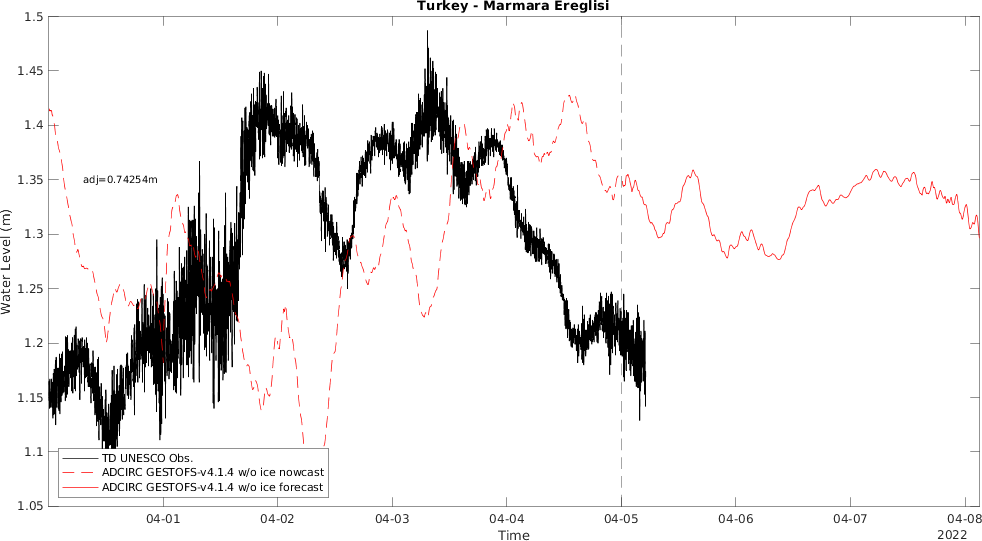 Turkey - Marmara Ereglisi
1.5
1.45
1.4
1.35
1.3
1.25
1.2
1.15
1.1
1.05
Water Level (m)
adj=0.74254m
TD UNESCO Obs.
ADCIRC GESTOFS-v4.1.4 w/o ice nowcast
ADCIRC GESTOFS-v4.1.4 w/o ice forecast
04-01 04-02 04-03 04-04 04-05 04-06 04-07 04-08
Time
2022